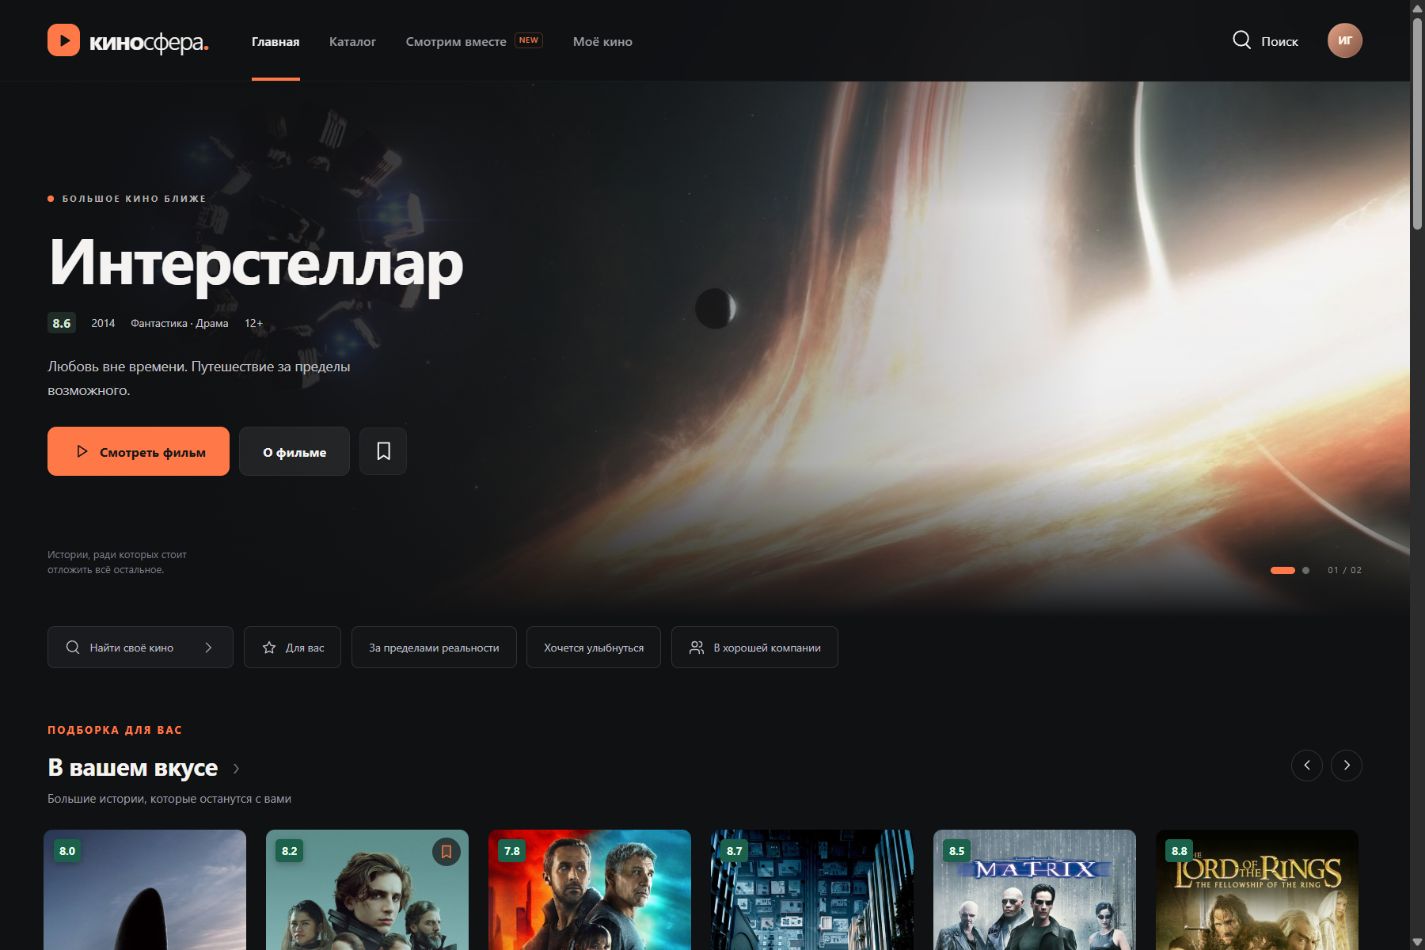 киносфера.
Главная
Каталог
Смотрим вместе NEW
Моё кино
Поиск
ИГ
БОЛЬШОЕ КИНО БЛИЖЕ
Интерстеллар
8.6 2014 Фантастика · Драма 12+
Любовь вне времени. Путешествие за пределы
возможного.
Смотреть фильм
О фильме
Истории, ради которых стоит
отложить всё остальное.
01 / 02
Найти своё кино
Для вас
За пределами реальности
Хочется улыбнуться
В хорошей компании
ПОДБОРКА ДЛЯ ВАС
В вашем вкусе
Большие истории, которые останутся с вами
8.0
8.2
7.8
8.7
8.5
MATRIX
8.8
THE
LORD OF THE RINGS
THE FELLOWSHIP OF THE RING